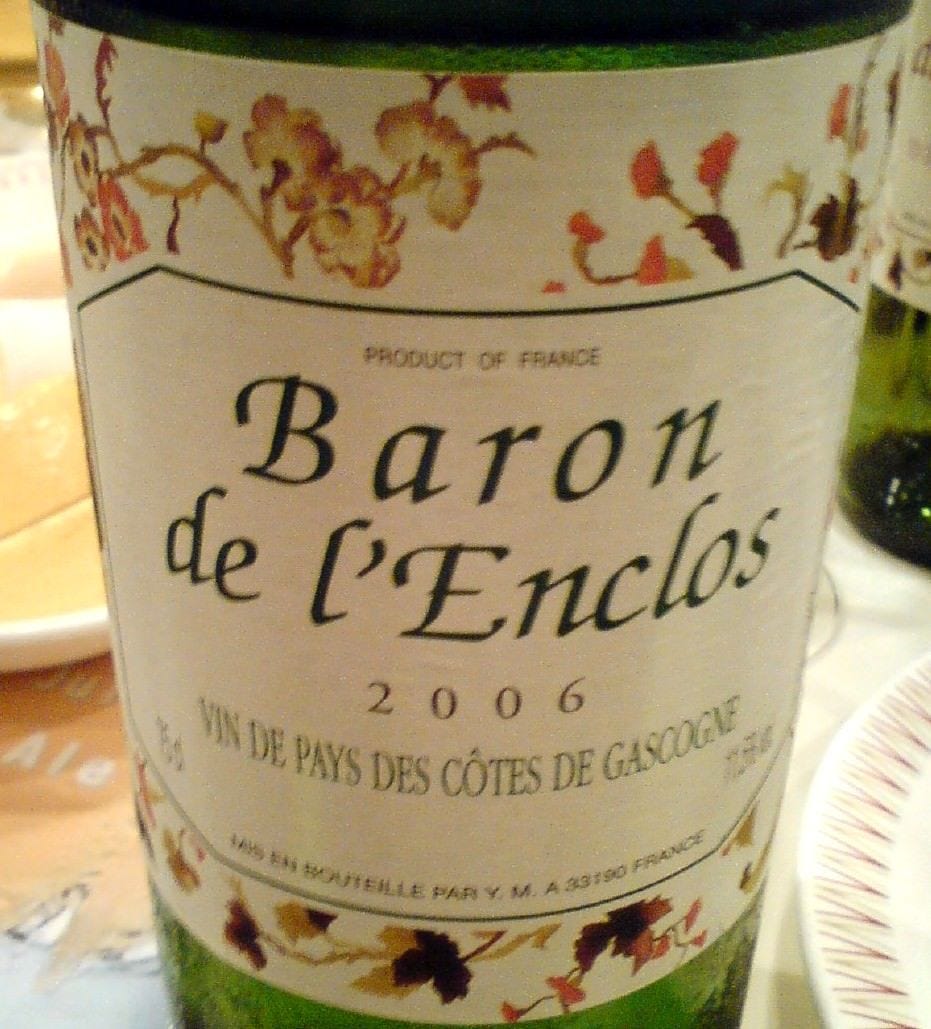 PRODUCT OF FRANCE
Baron
de l'Enclos
2006
VIN DE PAYS DES CÔTES DE GASCOGNE
MIS EN BOUTEILLE PAR Y. M. A 33190 FRANCE
Ale